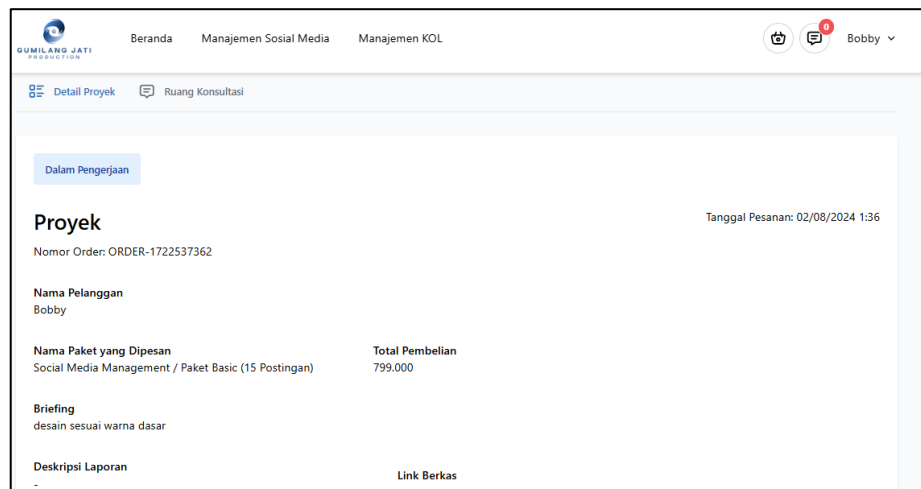 GUMILANG JATI
PRODUCTION
Beranda Manajemen Sosial Media Manajemen KOL
0
Bobby
Detail Proyek Ruang Konsultasi
Dalam Pengerjaan
Proyek
Tanggal Pesanan: 02/08/2024 1:36
Nomor Order: ORDER-1722537362
Nama Pelanggan
Bobby
Nama Paket yang Dipesan Total Pembelian
Social Media Management / Paket Basic (15 Postingan) 799.000
Briefing
desain sesuai warna dasar
Deskripsi Laporan Link Berkas
-